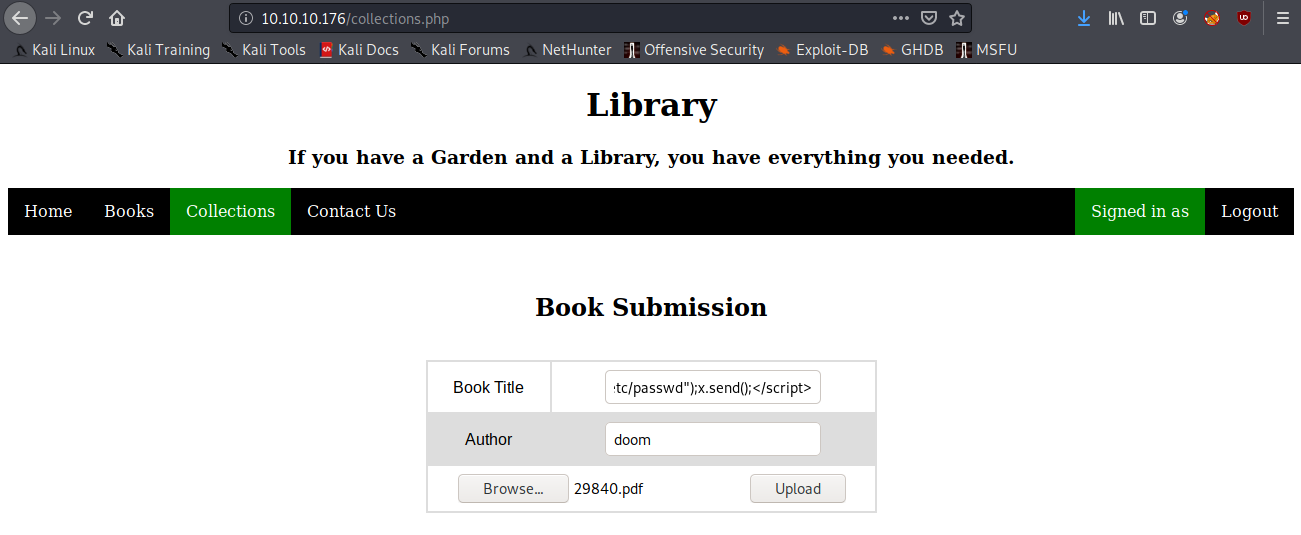 10.10.10.176/collections.php
Kali Linux Kali Training Kali Tools Kali Docs Kali Forums NetHunter Offensive Security Exploit-DB GHDB MSFU
Library
If you have a Garden and a Library, you have everything you needed.
Home Books Collections Contact Us Signed in as Logout
Book Submission
Book Title tc/passwd");x.send();</script>
Author doom
Browse... 29840.pdf Upload